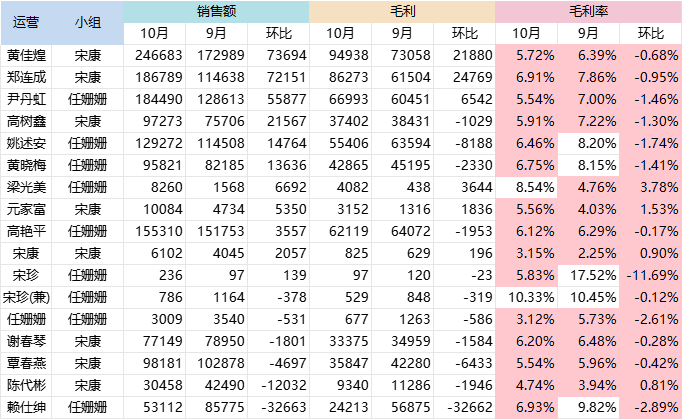 运营 小组 销售额 毛利 毛利率
10月 9月 环比 10月 9月 环比 10月 9月 环比
黄佳煌 宋康 246683 172989 73694 94938 73058 21880 5.72% 6.39% -0.68%
郑连成 宋康 186789 114638 72151 86273 61504 24769 6.91% 7.86% -0.95%
尹丹虹 任姗姗 184490 128613 55877 66993 60451 6542 5.54% 7.00% -1.46%
高树鑫 宋康 97273 75706 21567 37402 38431 -1029 5.91% 7.22% -1.30%
姚述安 任姗姗 129272 114508 14764 55406 63594 -8188 6.46% 8.20% -1.74%
黄晓梅 任姗姗 95821 82185 13636 42865 45195 -2330 6.75% 8.15% -1.41%
梁光美 任姗姗 8260 1568 6692 4082 438 3644 8.54% 4.76% 3.78%
元家富 宋康 10084 4734 5350 3152 1316 1836 5.56% 4.03% 1.53%
高艳平 任姗姗 155310 151753 3557 62119 64072 -1953 6.12% 6.29% -0.17%
宋康 宋康 6102 4045 2057 825 629 196 3.15% 2.25% 0.90%
宋珍 任姗姗 236 97 139 97 120 -23 5.83% 17.52% -11.69%
宋珍(兼) 任姗姗 786 1164 -378 529 848 -319 10.33% 10.45% -0.12%
任姗姗 任姗姗 3009 3540 -531 677 1263 -586 3.12% 5.73% -2.61%
谢春琴 宋康 77149 78950 -1801 33375 34959 -1584 6.20% 6.48% -0.28%
覃春燕 宋康 98181 102878 -4697 35847 42280 -6433 5.54% 5.96% -0.42%
陈代彬 宋康 30458 42490 -12032 9340 11286 -1946 4.74% 3.94% 0.81%
赖仕绅 任姗姗 53112 85775 -32663 24213 56875 -32662 6.93% 9.82% -2.89%